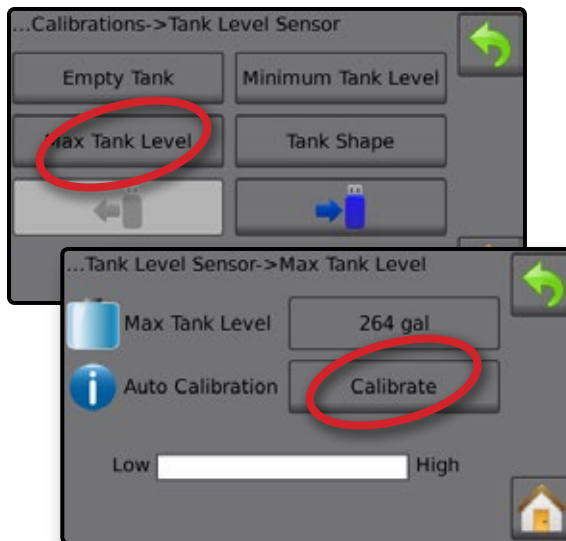 ...Calibrations->Tank Level Sensor
Empty Tank
Minimum Tank Level
Max Tank Level
Tank Shape
...Tank Level Sensor->Max Tank Level
Max Tank Level
264 gal
Auto Calibration
Calibrate
Low
High